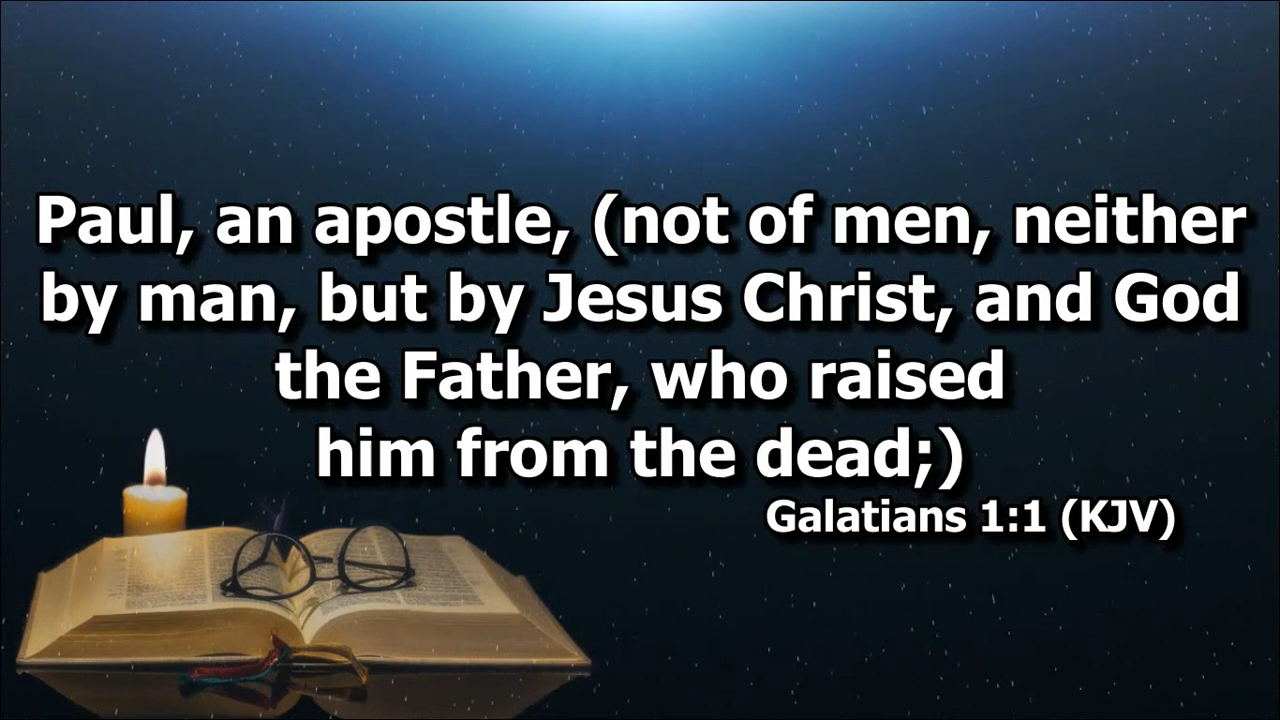 Paul, an apostle, (not of men, neither
by man, but by Jesus Christ, and God
the Father, who raised
him from the dead;)
Galatians 1:1 (KJV)